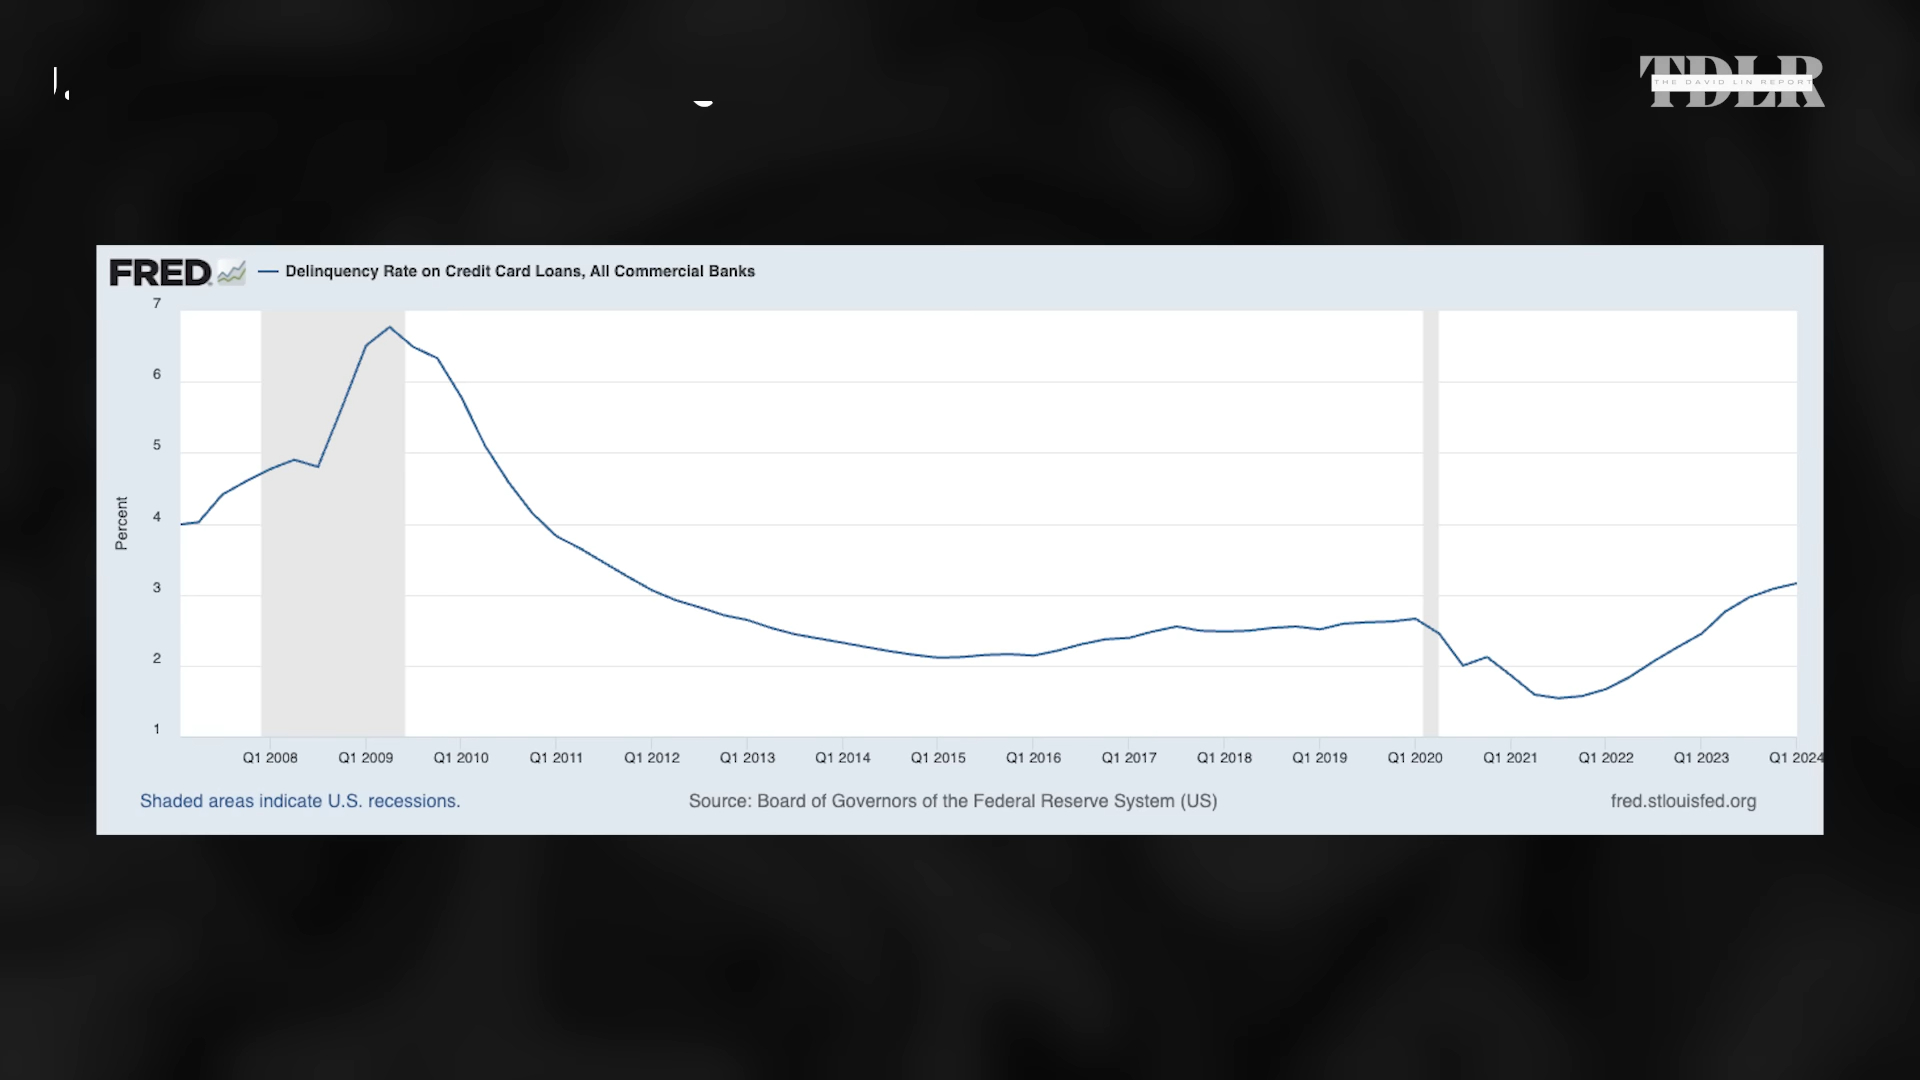 TDLR
THE DAVID LIN REPORT
FRED
Delinquency Rate on Credit Card Loans, All Commercial Banks
7
6
5
4
3
2
1
Percent
Q1 2008 Q1 2009 Q1 2010 Q1 2011 Q1 2012 Q1 2013 Q1 2014 Q1 2015 Q1 2016 Q1 2017 Q1 2018 Q1 2019 Q1 2020 Q1 2021 Q1 2022 Q1 2023 Q1 2024
Shaded areas indicate U.S. recessions. Source: Board of Governors of the Federal Reserve System (US) fred.stlouisfed.org